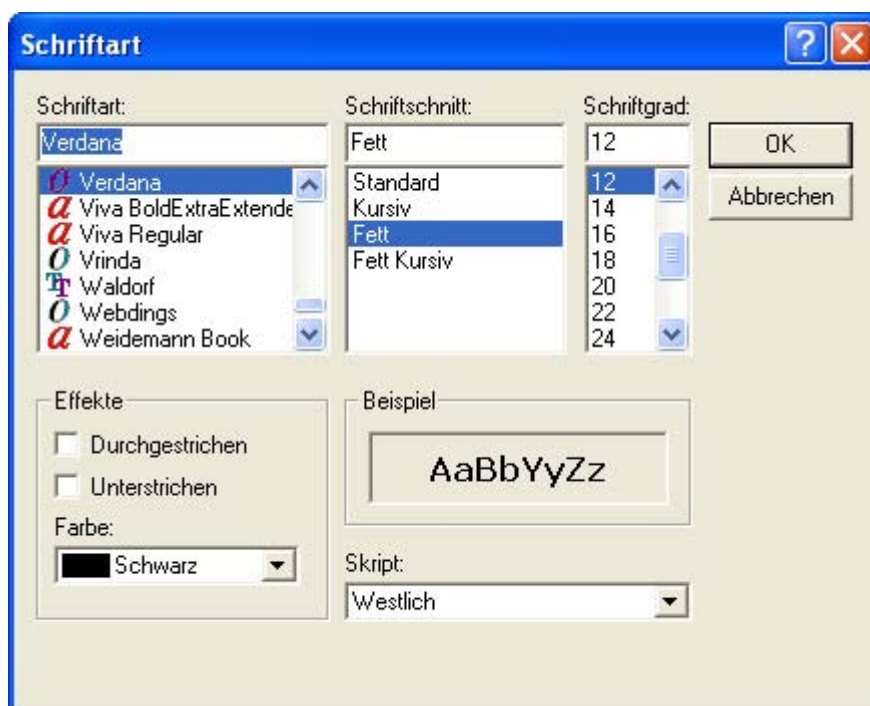 Schriftart
Schriftart:
Verdana
Verdana
Viva BoldExtraExtende
Viva Regular
Vrinda
Waldorf
Webdings
Weidemann Book
Schriftschnitt:
Fett
Standard
Kursiv
Fett
Fett Kursiv
Schriftgrad:
12
12
14
16
18
20
22
24
OK
Abbrechen
Effekte
Durchgestrichen
Unterstrichen
Farbe:
Schwarz
Beispiel
AaBbYyZz
Skript:
Westlich